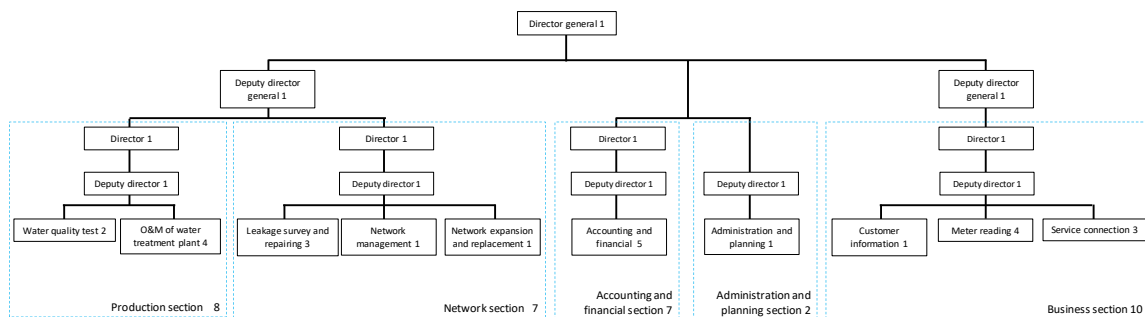 Director general 1
Deputy director
general 1
Deputy director
general 1
Director 1
Director 1
Director 1
Director 1
Deputy director 1
Deputy director 1
Deputy director 1
Deputy director 1
Deputy director 1
Water quality test 2
O&M of water
treatment plant 4
Leakage survey and
repairing 3
Network
management 1
Network expansion
and replacement 1
Accounting and
financial 5
Administration and
planning 1
Customer
information 1
Meter reading 4
Service connection 3
Production section 8
Network section 7
Accounting and
financial section 7
Administration and
planning section 2
Business section 10